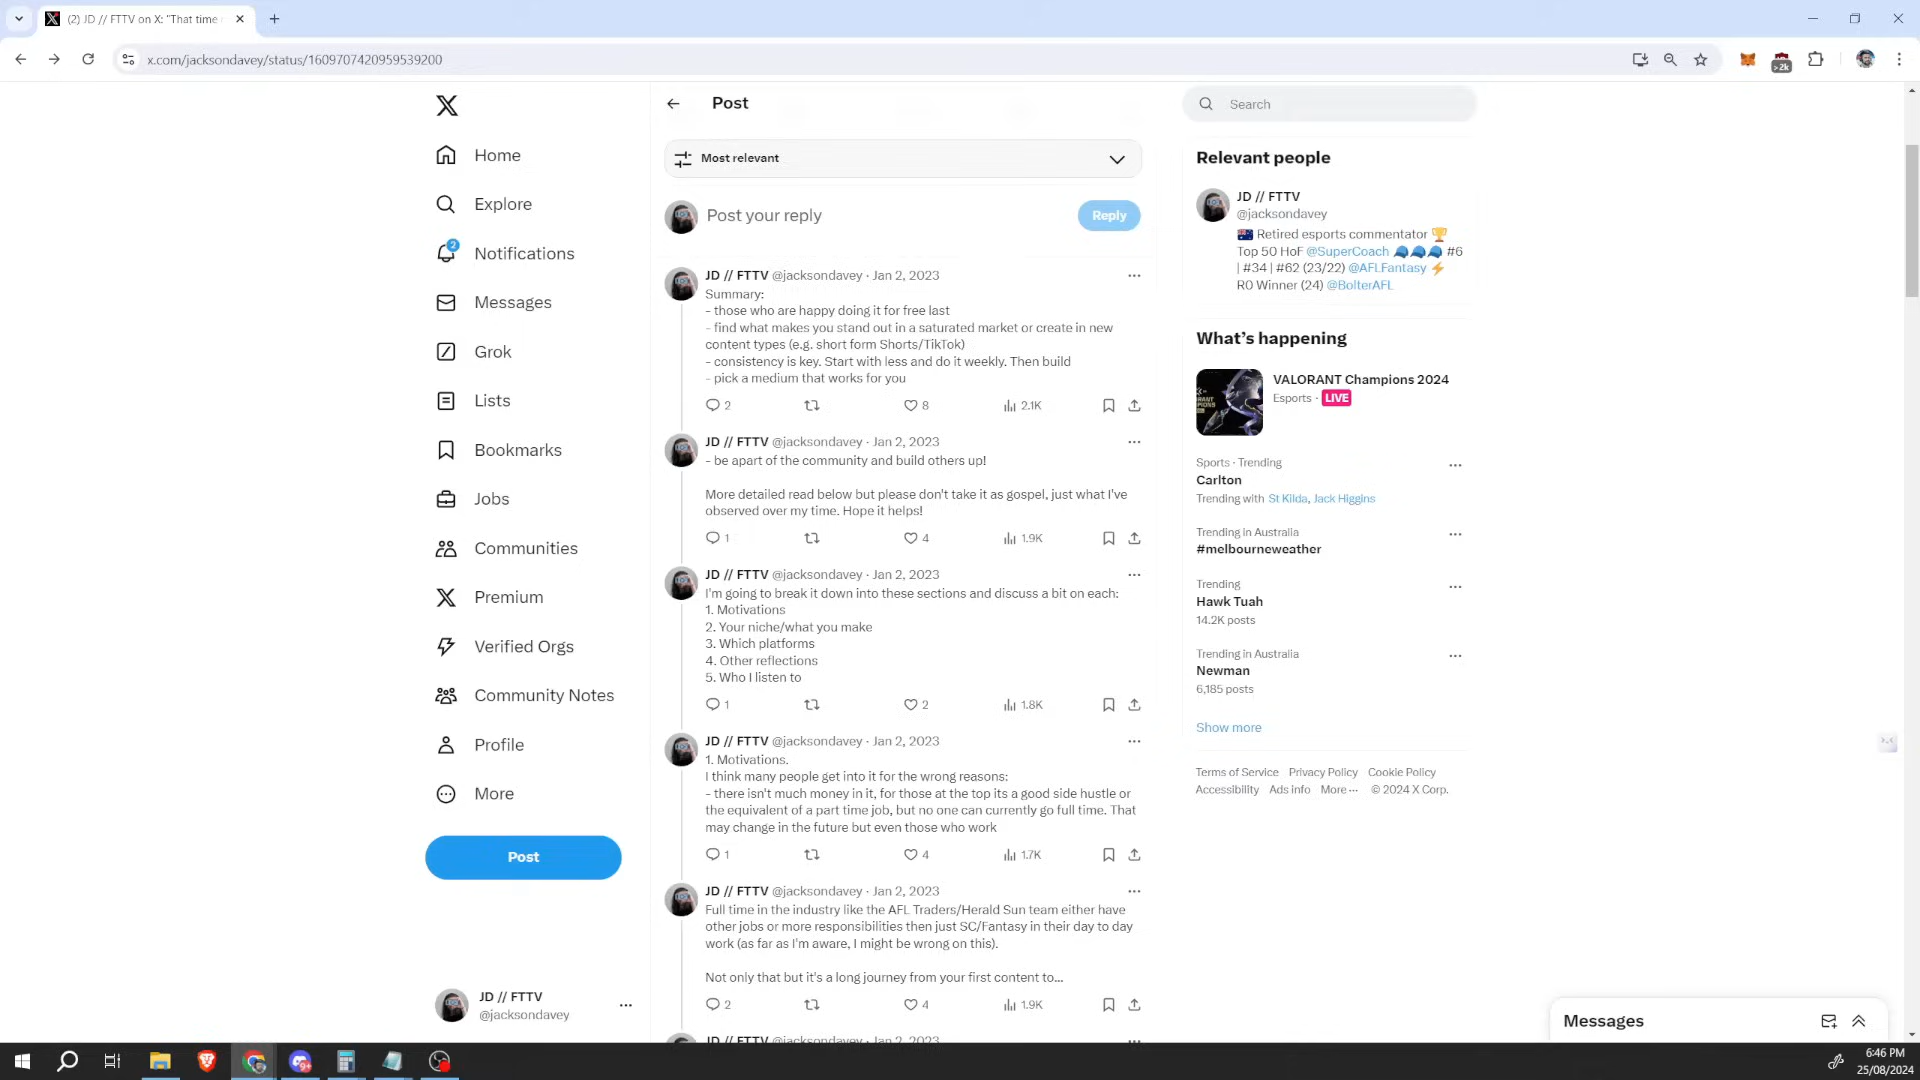 (2) JD // FTTV on X: "That time
x.com/jacksondavey/status/1609707420959539200
>2k
Home
Explore
2
Notifications
Messages
Grok
Lists
Bookmarks
Jobs
Communities
Premium
Verified Orgs
Community Notes
Profile
More
Post
JD // FTTV
@jacksondavey
Post
Most relevant
Post your reply
Reply
JD // FTTV @jacksondavey · Jan 2, 2023
Summary:
- those who are happy doing it for free last
- find what makes you stand out in a saturated market or create in new
content types (e.g. short form Shorts/TikTok)
- consistency is key. Start with less and do it weekly. Then build
- pick a medium that works for you
2 8 2.1K
JD // FTTV @jacksondavey · Jan 2, 2023
- be apart of the community and build others up!
More detailed read below but please don't take it as gospel, just what I've
observed over my time. Hope it helps!
1 4 1.9K
JD // FTTV @jacksondavey · Jan 2, 2023
I'm going to break it down into these sections and discuss a bit on each:
1. Motivations
2. Your niche/what you make
3. Which platforms
4. Other reflections
5. Who I listen to
1 2 1.8K
JD // FTTV @jacksondavey · Jan 2, 2023
1. Motivations.
I think many people get into it for the wrong reasons:
- there isn't much money in it, for those at the top its a good side hustle or
the equivalent of a part time job, but no one can currently go full time. That
may change in the future but even those who work
1 4 1.7K
JD // FTTV @jacksondavey · Jan 2, 2023
Full time in the industry like the AFL Traders/Herald Sun team either have
other jobs or more responsibilities then just SC/Fantasy in their day to day
work (as far as I'm aware, I might be wrong on this).
Not only that but it's a long journey from your first content to...
2 4 1.9K
JD // FTTV @jacksondavey · Jan 2, 2023
Search
Relevant people
JD // FTTV
@jacksondavey
🇦🇺 Retired esports commentator 🏆
Top 50 HoF @SuperCoach 🧢🧢🧢 #6
| #34 | #62 (23/22) @AFLFantasy ⚡
R0 Winner (24) @BolterAFL
What's happening
VALORANT Champions 2024
Esports · LIVE
Sports · Trending
Carlton
Trending with St Kilda, Jack Higgins
Trending in Australia
#melbourneweather
Trending
Hawk Tuah
14.2K posts
Trending in Australia
Newman
6,185 posts
Show more
Terms of Service Privacy Policy Cookie Policy
Accessibility Ads info More ··· © 2024 X Corp.
Messages
9+
6:46 PM
25/08/2024